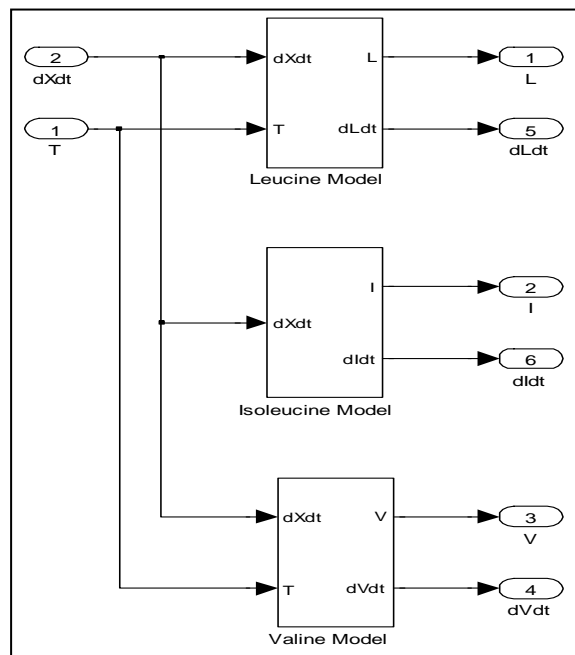 2
dXdt
1
T
dXdt
T
L
dLdt
Leucine Model
1
L
5
dLdt
dXdt
I
dIdt
Isoleucine Model
2
I
6
dIdt
dXdt
T
V
dVdt
Valine Model
3
V
4
dVdt